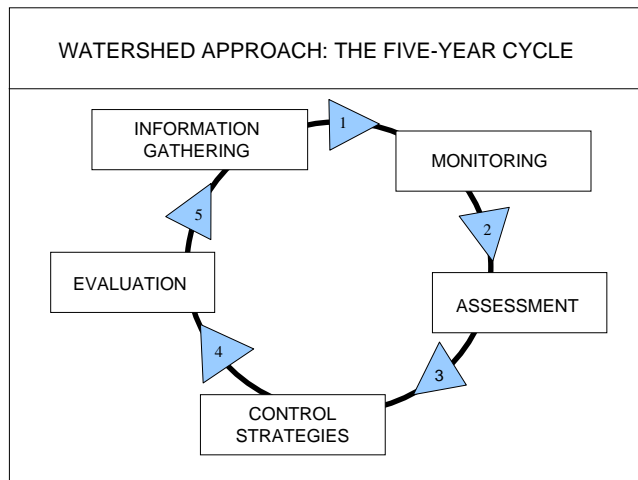 WATERSHED APPROACH: THE FIVE-YEAR CYCLE
INFORMATION
GATHERING
1
MONITORING
2
ASSESSMENT
3
CONTROL
STRATEGIES
4
EVALUATION
5